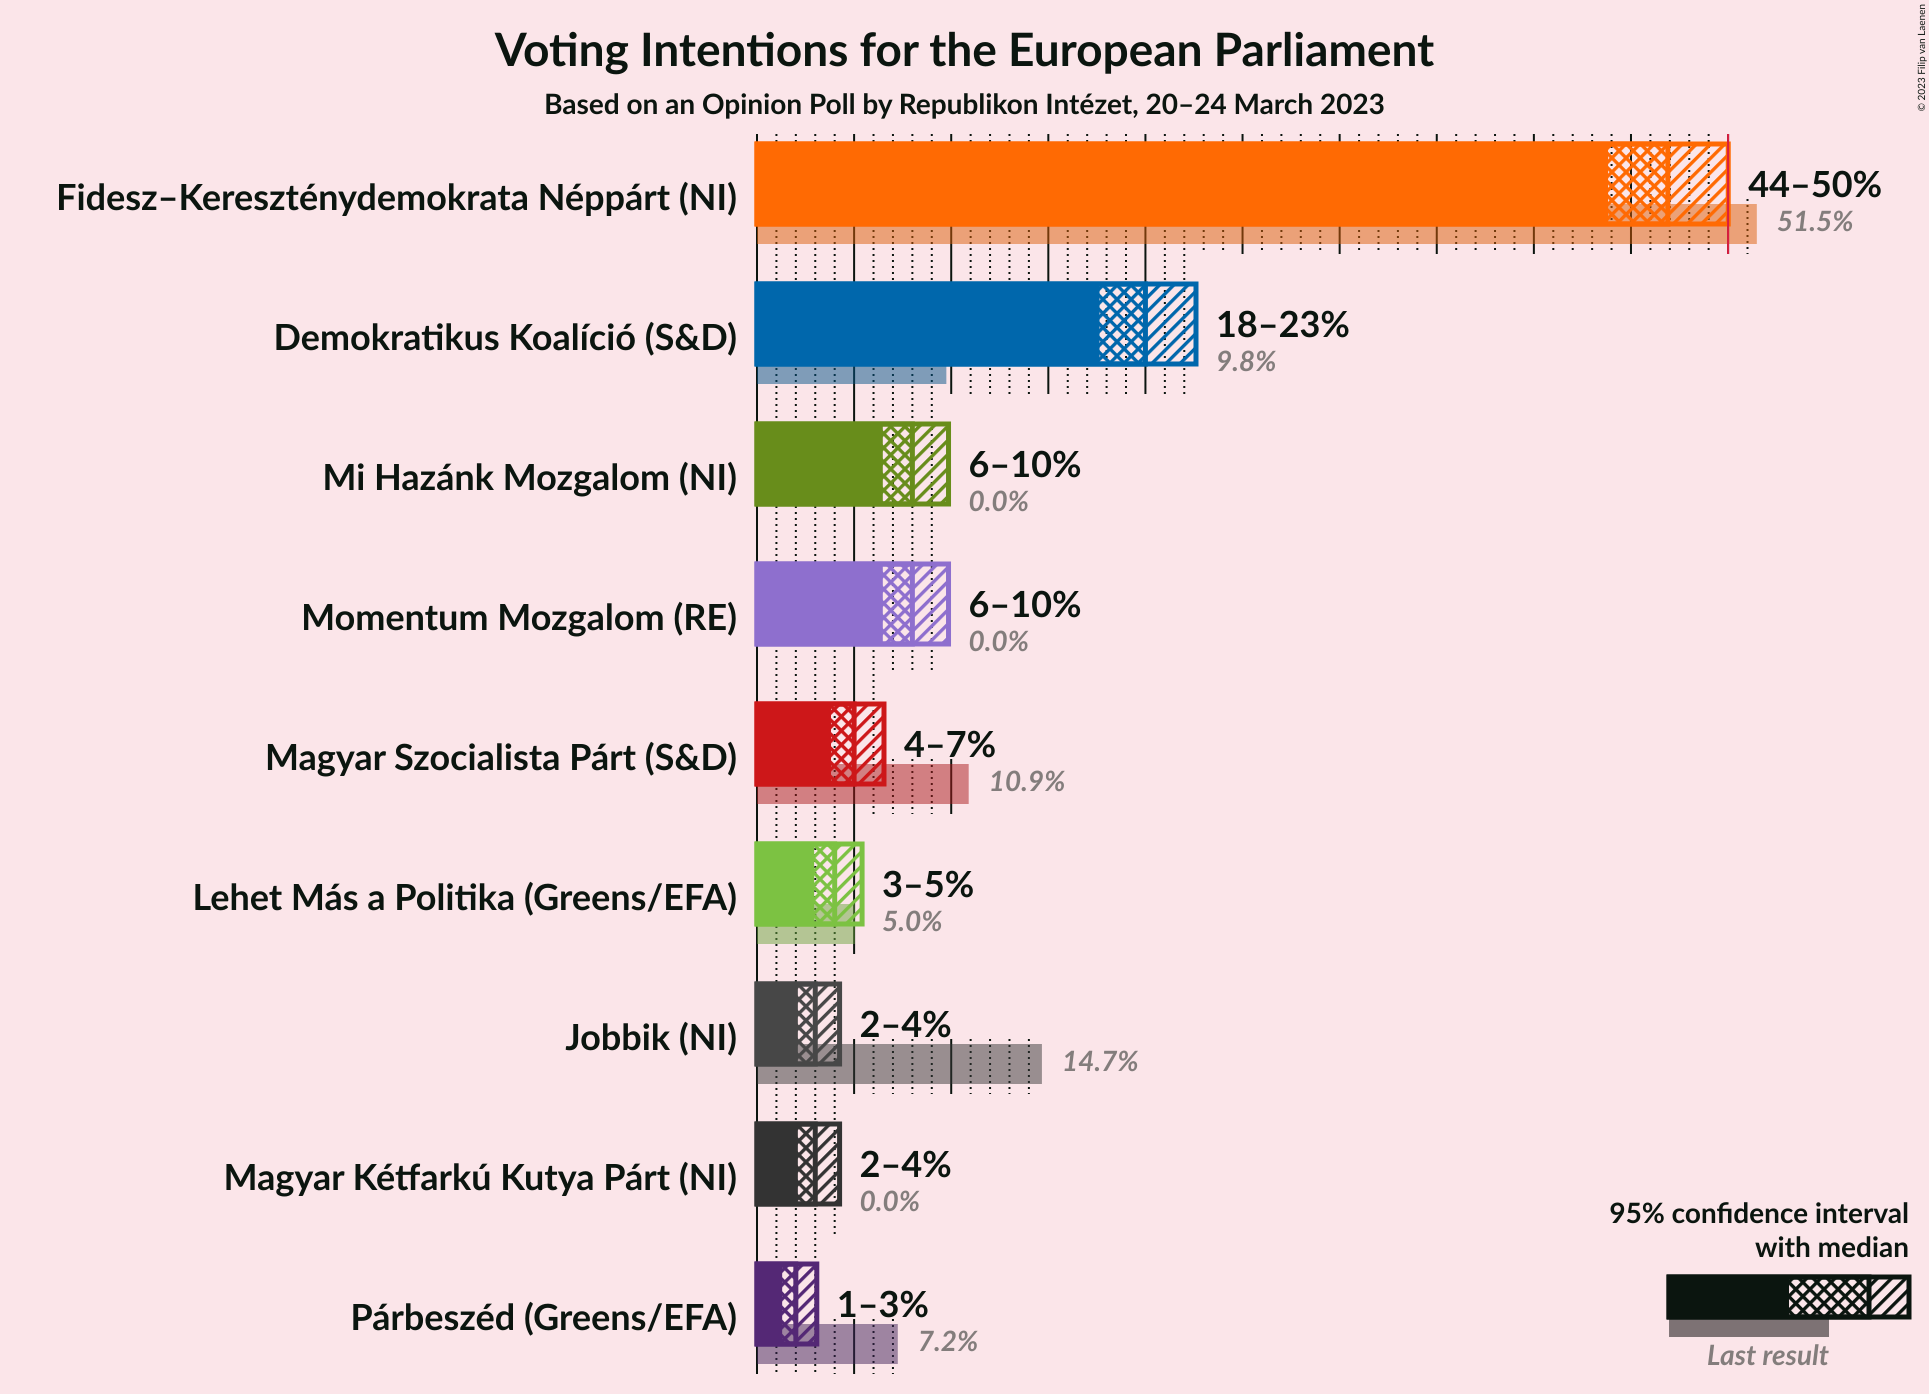 Voting Intentions for the European Parliament
Based on an Opinion Poll by Republikon Intézet, 20–24 March 2023
© 2023 Filip van Laenen
Fidesz–Kereszténydemokrata Néppárt (NI)
44–50%
51.5%
Demokratikus Koalíció (S&D)
18–23%
9.8%
Mi Hazánk Mozgalom (NI)
6–10%
0.0%
Momentum Mozgalom (RE)
6–10%
0.0%
Magyar Szocialista Párt (S&D)
4–7%
10.9%
Lehet Más a Politika (Greens/EFA)
3–5%
5.0%
Jobbik (NI)
2–4%
14.7%
Magyar Kétfarkú Kutya Párt (NI)
2–4%
0.0%
Párbeszéd (Greens/EFA)
1–3%
7.2%
95% confidence interval
with median
Last result